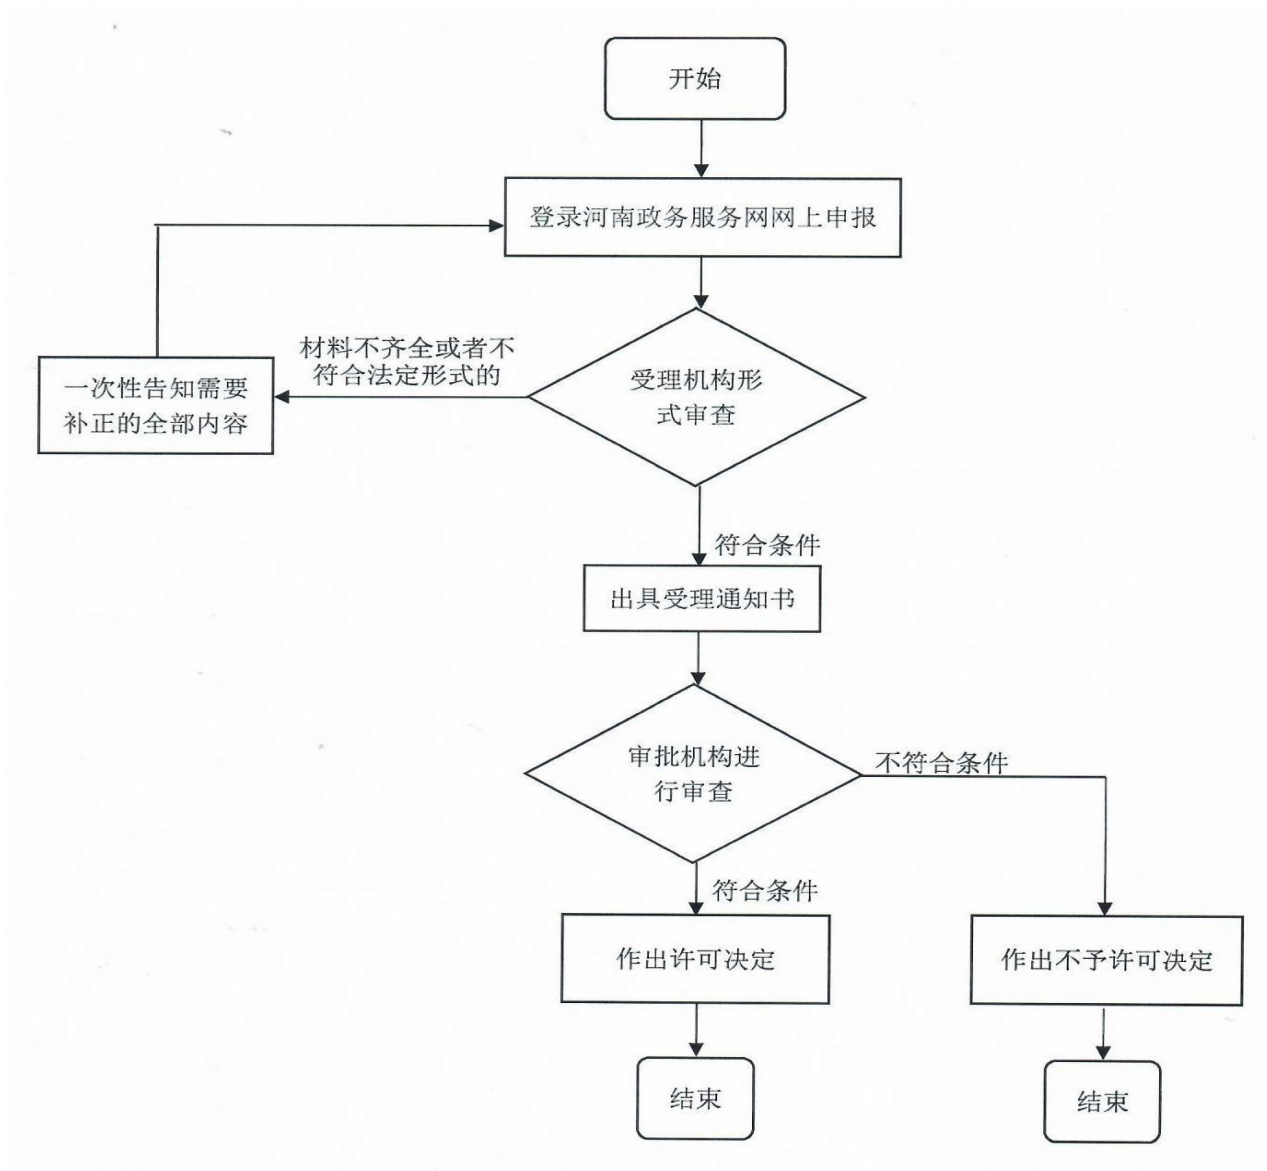 开始
登录河南政务服务网网上申报
材料不齐全或者不
符合法定形式的
一次性告知需要
补正的全部内容
受理机构形
式审查
符合条件
出具受理通知书
审批机构进
行审查
不符合条件
符合条件
作出许可决定
作出不予许可决定
结束
结束